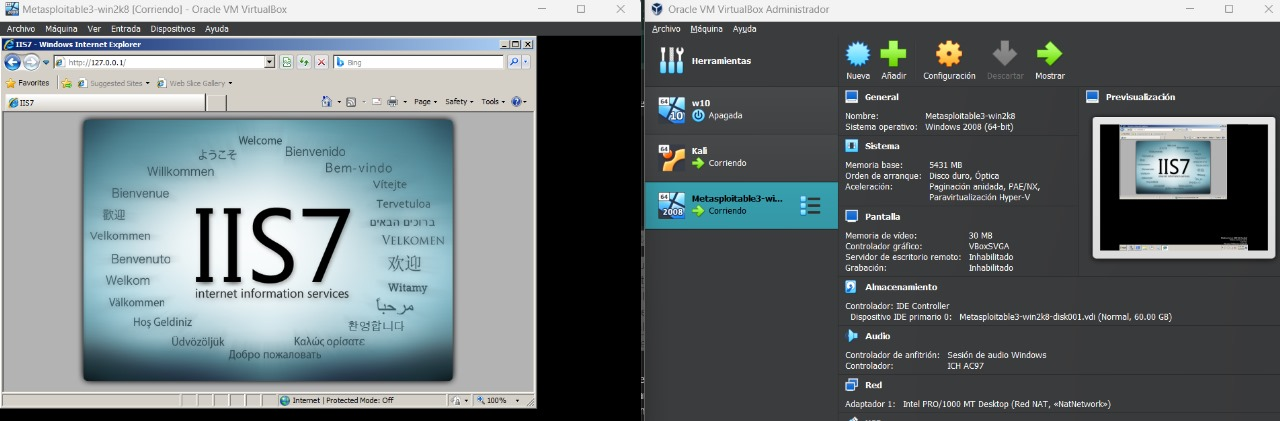 Metasploitable3-win2k8 [Corriendo] - Oracle VM VirtualBox
Archivo Máquina Ver Entrada Dispositivos Ayuda
IIS7 - Windows Internet Explorer
http://127.0.0.1/
Bing
Favorites Suggested Sites Web Slice Gallery
IIS7
Page Safety Tools
Welcome
ようこそ Bienvenido
Willkommen Bem-vindo
Bienvenue Vítejte
歡迎 Tervetuloa
Velkommen ברוכים הבאים
VELKOMEN
Benvenuto 欢迎
Welkom Witamy
IIS7
internet information services
Välkommen مرحباً
Hoş Geldiniz 환영합니다
Üdvözöljük Καλώς ορίσατε
Добро пожаловать
Internet | Protected Mode: Off
100%
Oracle VM VirtualBox Administrador
Archivo Máquina Ayuda
Herramientas
Nueva Añadir Configuración Descartar Mostrar
64
10
w10
Apagada
64
Kali
Corriendo
64
2008
Metasploitable3-wi...
Corriendo
General
Nombre: Metasploitable3-win2k8
Sistema operativo: Windows 2008 (64-bit)
Sistema
Memoria base: 5431 MB
Orden de arranque: Disco duro, Óptica
Aceleración: Paginación anidada, PAE/NX,
Paravirtualización Hyper-V
Pantalla
Memoria de vídeo: 30 MB
Controlador gráfico: VBoxSVGA
Servidor de escritorio remoto: Inhabilitado
Grabación: Inhabilitado
Almacenamiento
Controlador: IDE Controller
Dispositivo IDE primario 0: Metasploitable3-win2k8-disk001.vdi (Normal, 60.00 GB)
Audio
Controlador de anfitrión: Sesión de audio Windows
Controlador: ICH AC97
Red
Adaptador 1: Intel PRO/1000 MT Desktop (Red NAT, «NatNetwork»)
Previsualización
IIS7